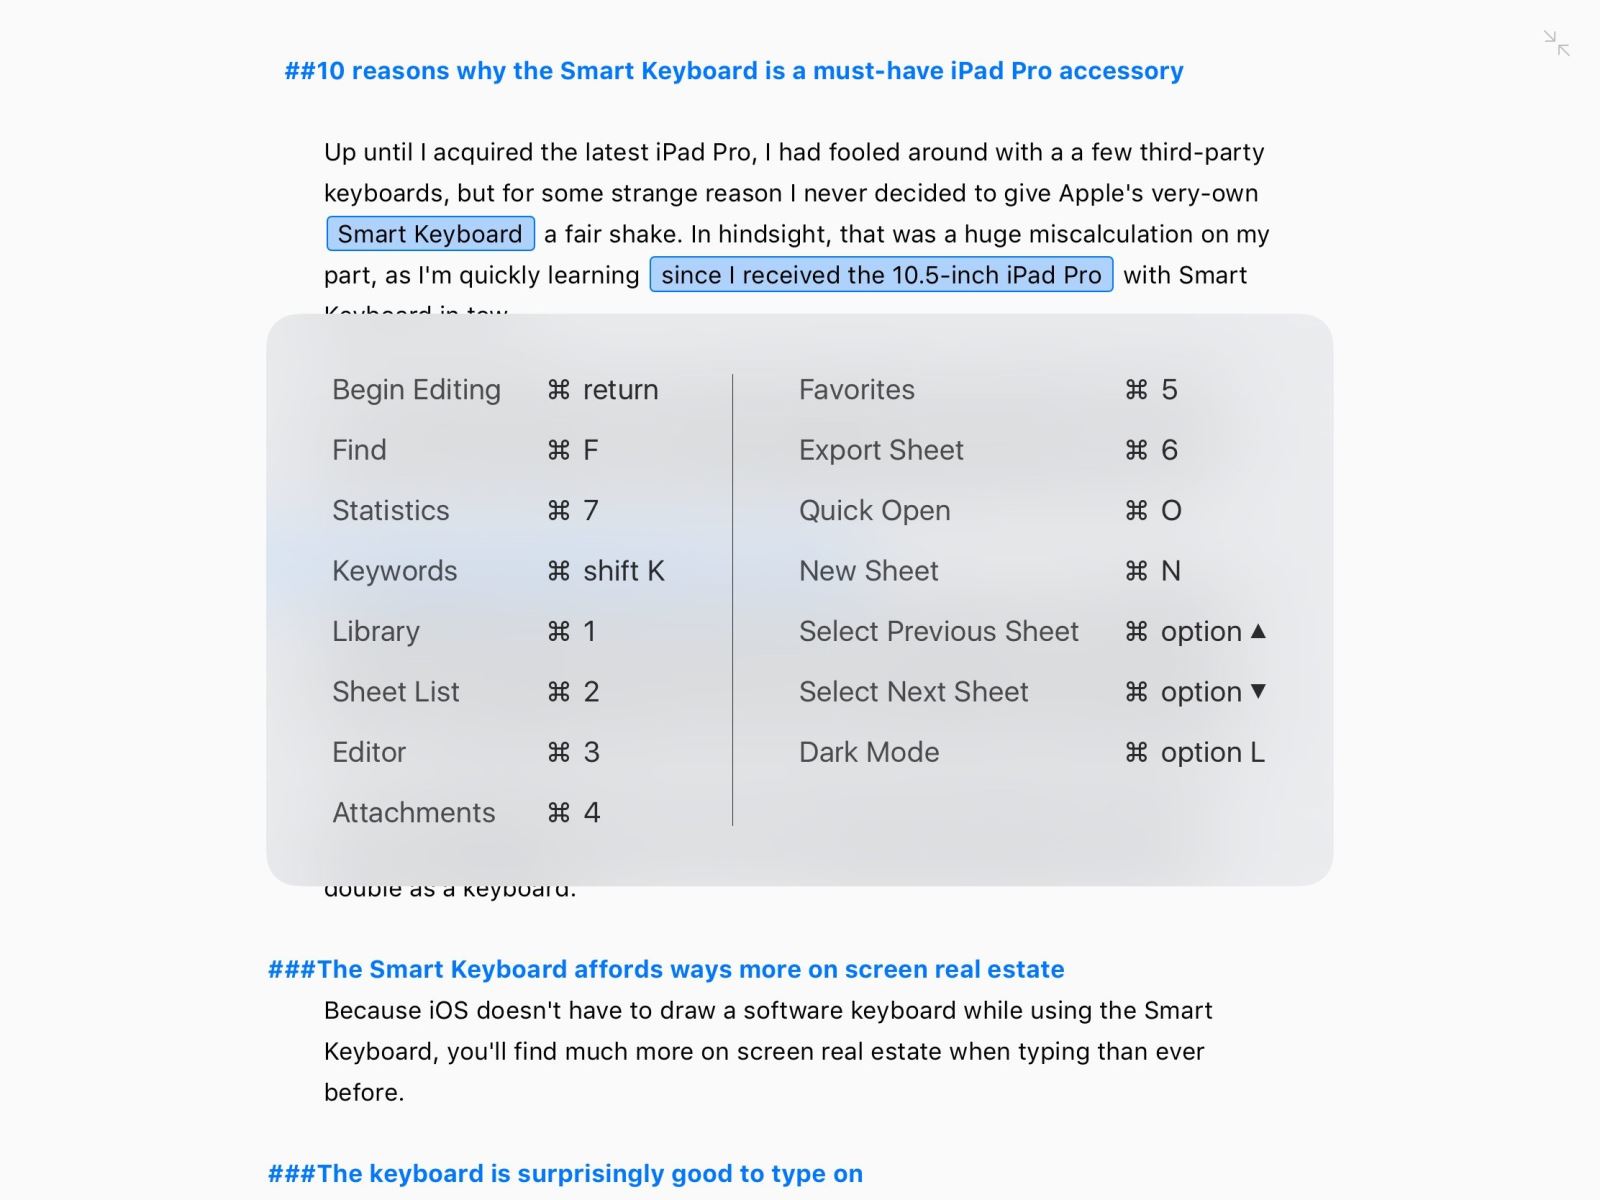 ##10 reasons why the Smart Keyboard is a must-have iPad Pro accessory
Up until I acquired the latest iPad Pro, I had fooled around with a a few third-party
keyboards, but for some strange reason I never decided to give Apple's very-own
Smart Keyboard a fair shake. In hindsight, that was a huge miscalculation on my
part, as I'm quickly learning since I received the 10.5-inch iPad Pro with Smart
Keyboard in tow.
Begin Editing ⌘ return
Find ⌘ F
Statistics ⌘ 7
Keywords ⌘ shift K
Library ⌘ 1
Sheet List ⌘ 2
Editor ⌘ 3
Attachments ⌘ 4
Favorites ⌘ 5
Export Sheet ⌘ 6
Quick Open ⌘ O
New Sheet ⌘ N
Select Previous Sheet ⌘ option ▲
Select Next Sheet ⌘ option ▼
Dark Mode ⌘ option L
double as a keyboard.
###The Smart Keyboard affords ways more on screen real estate
Because iOS doesn't have to draw a software keyboard while using the Smart
Keyboard, you'll find much more on screen real estate when typing than ever
before.
###The keyboard is surprisingly good to type on